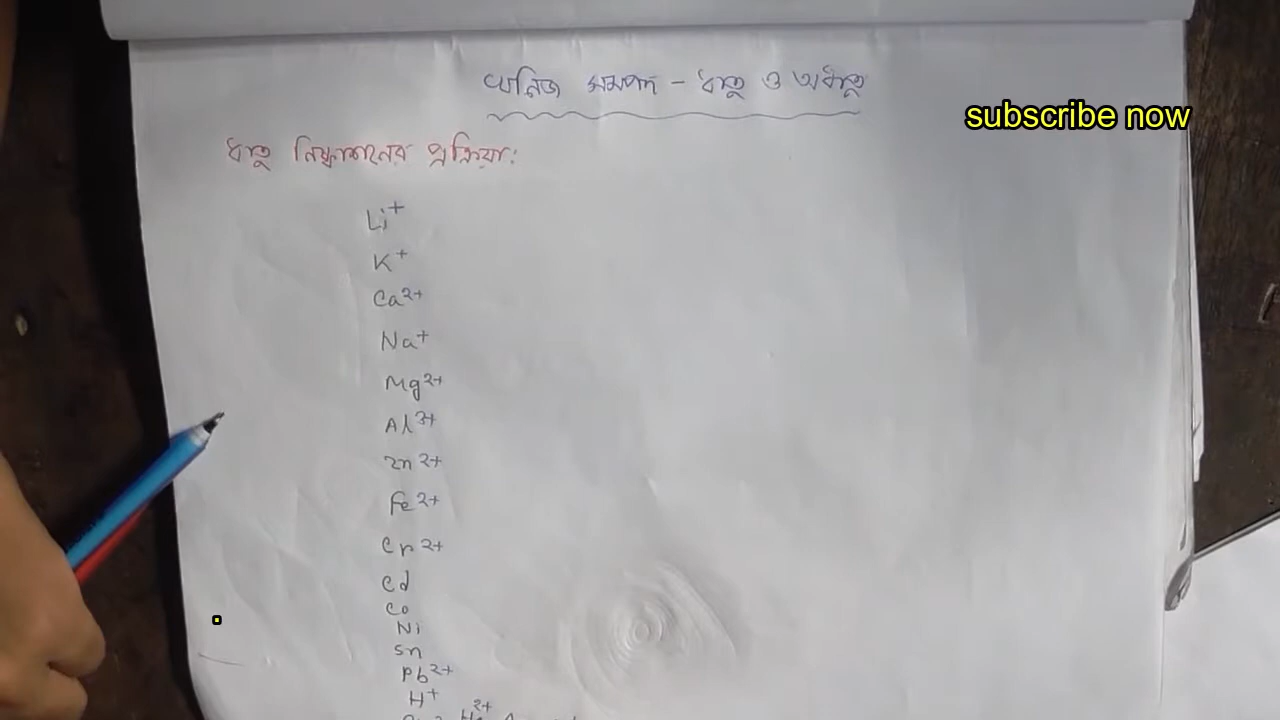 খনিজ সম্পদ - ধাতু ও অধাতু
subscribe now
ধাতু নিষ্কাশনের প্রক্রিয়া:
Li⁺
K⁺
Ca²⁺
Na⁺
Mg²⁺
Al³⁺
Zn²⁺
Fe²⁺
Cr²⁺
Cd
Co
Ni
Sn
Pb²⁺
H⁺